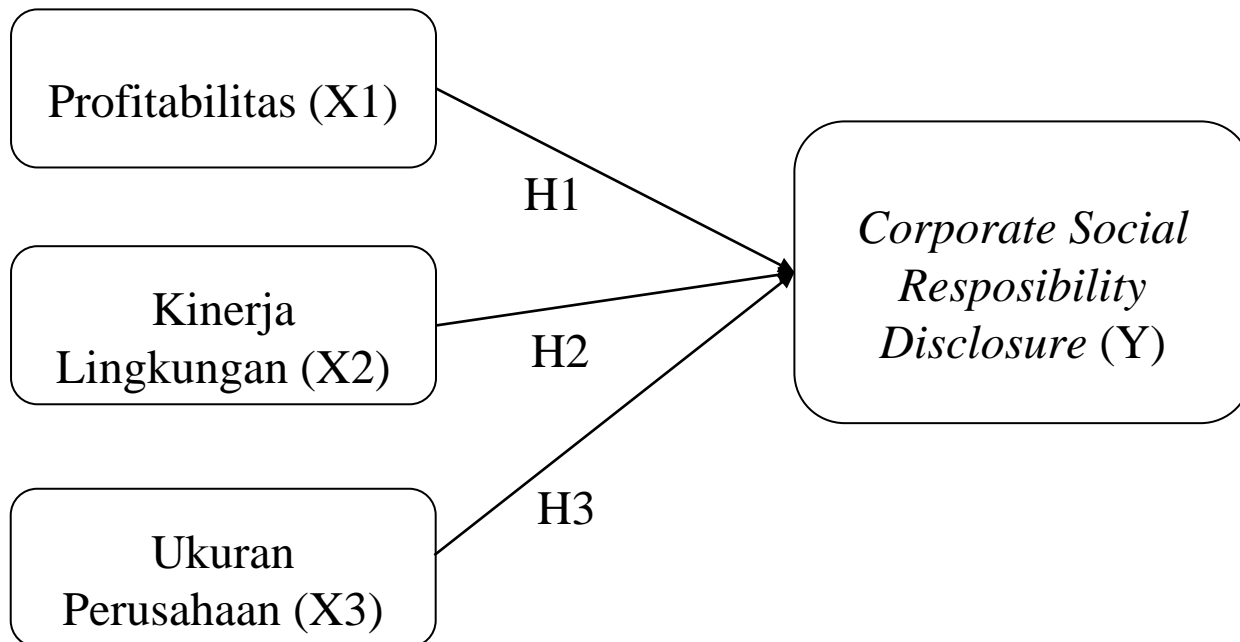 Profitabilitas (X1)
H1
Kinerja
Lingkungan (X2)
H2
Ukuran
Perusahaan (X3)
H3
Corporate Social
Resposibility
Disclosure (Y)